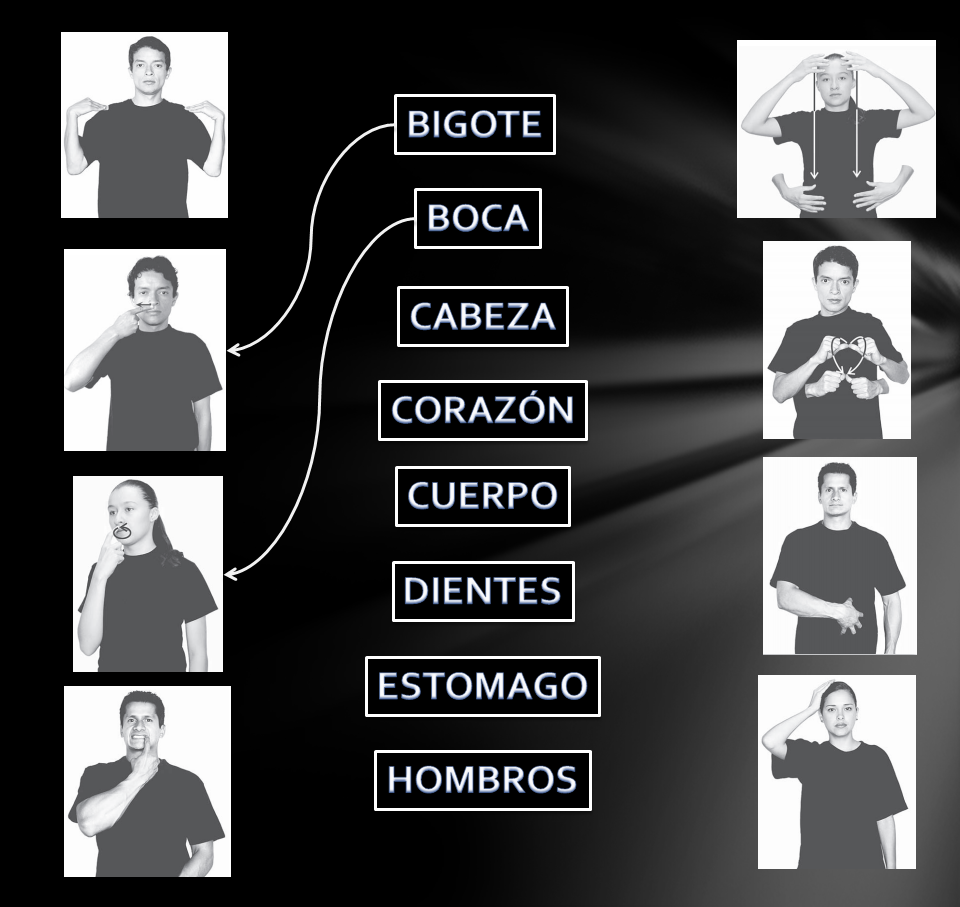 BIGOTE
BOCA
CABEZA
CORAZÓN
CUERPO
DIENTES
ESTOMAGO
HOMBROS